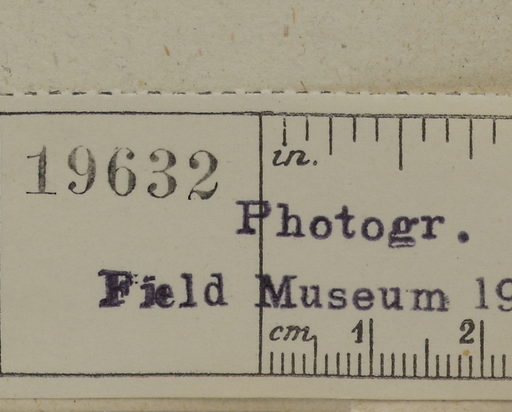 19632
in.
Photogr.
Field Museum 19
cm 1 2